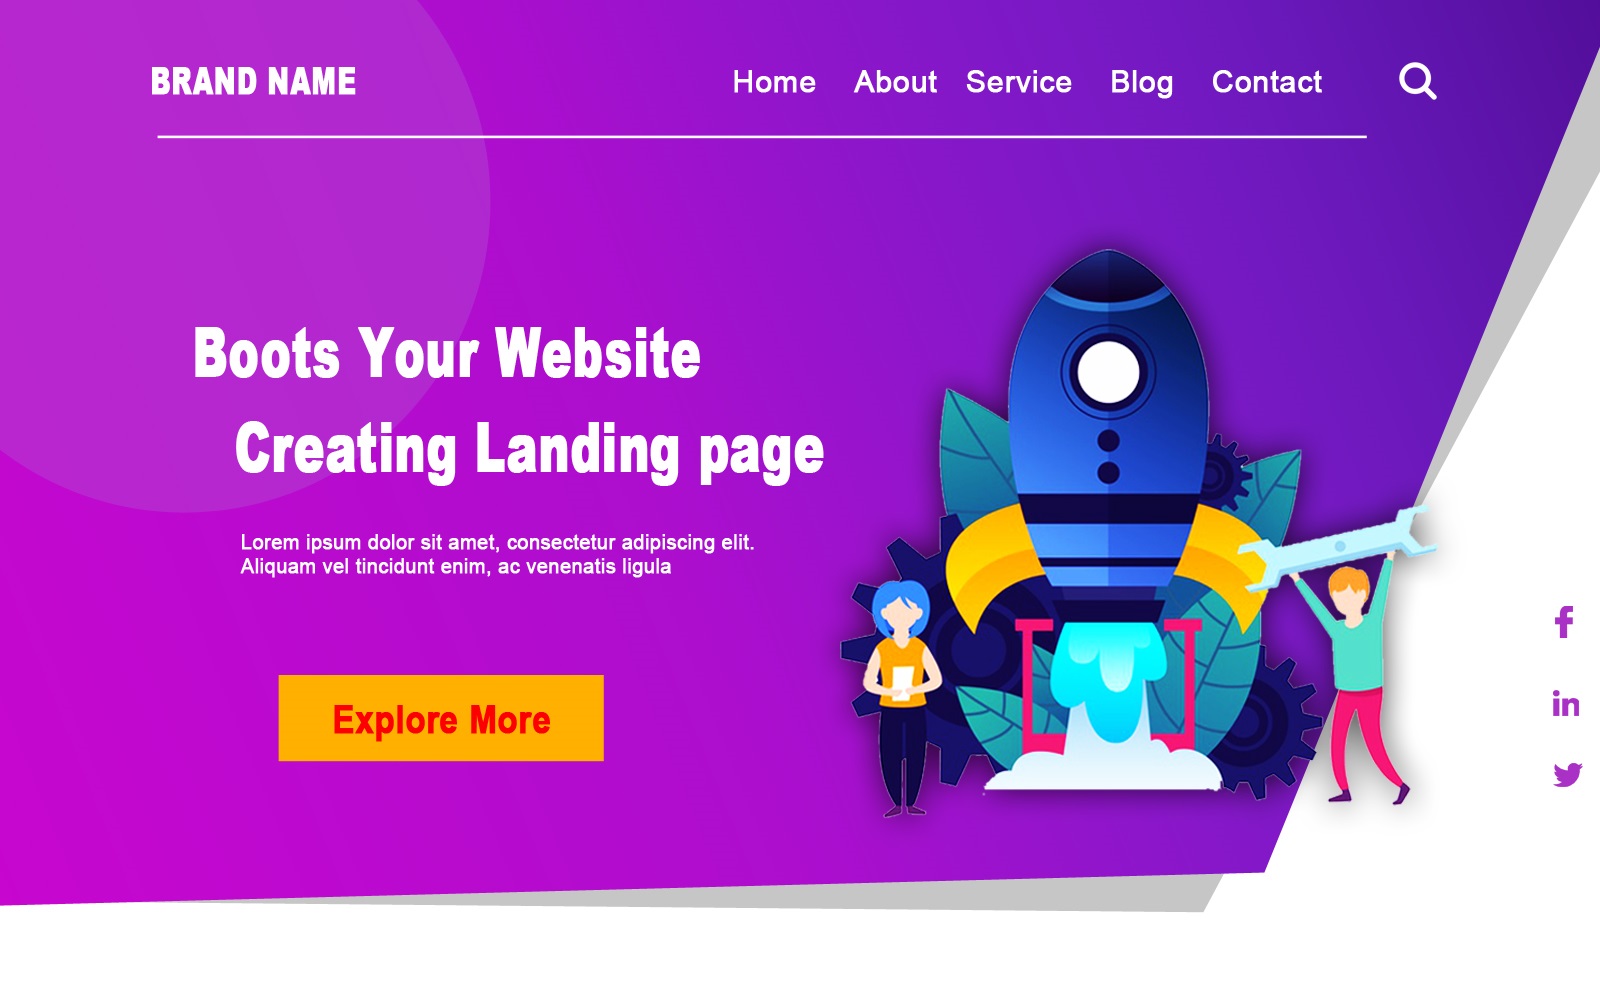 BRAND NAME
Home About Service Blog Contact
Boots Your Website
Creating Landing page
Lorem ipsum dolor sit amet, consectetur adipiscing elit.
Aliquam vel tincidunt enim, ac venenatis ligula
Explore More